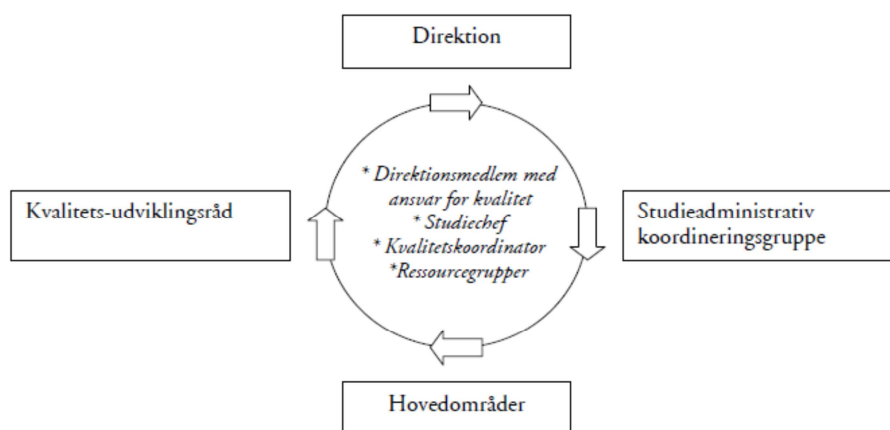 Direktion
* Direktionsmedlem med
ansvar for kvalitet
* Studiechef
* Kvalitetskoordinator
*Ressourcegrupper
Kvalitets-udviklingsråd
Studieadministrativ
koordineringsgruppe
Hovedområder